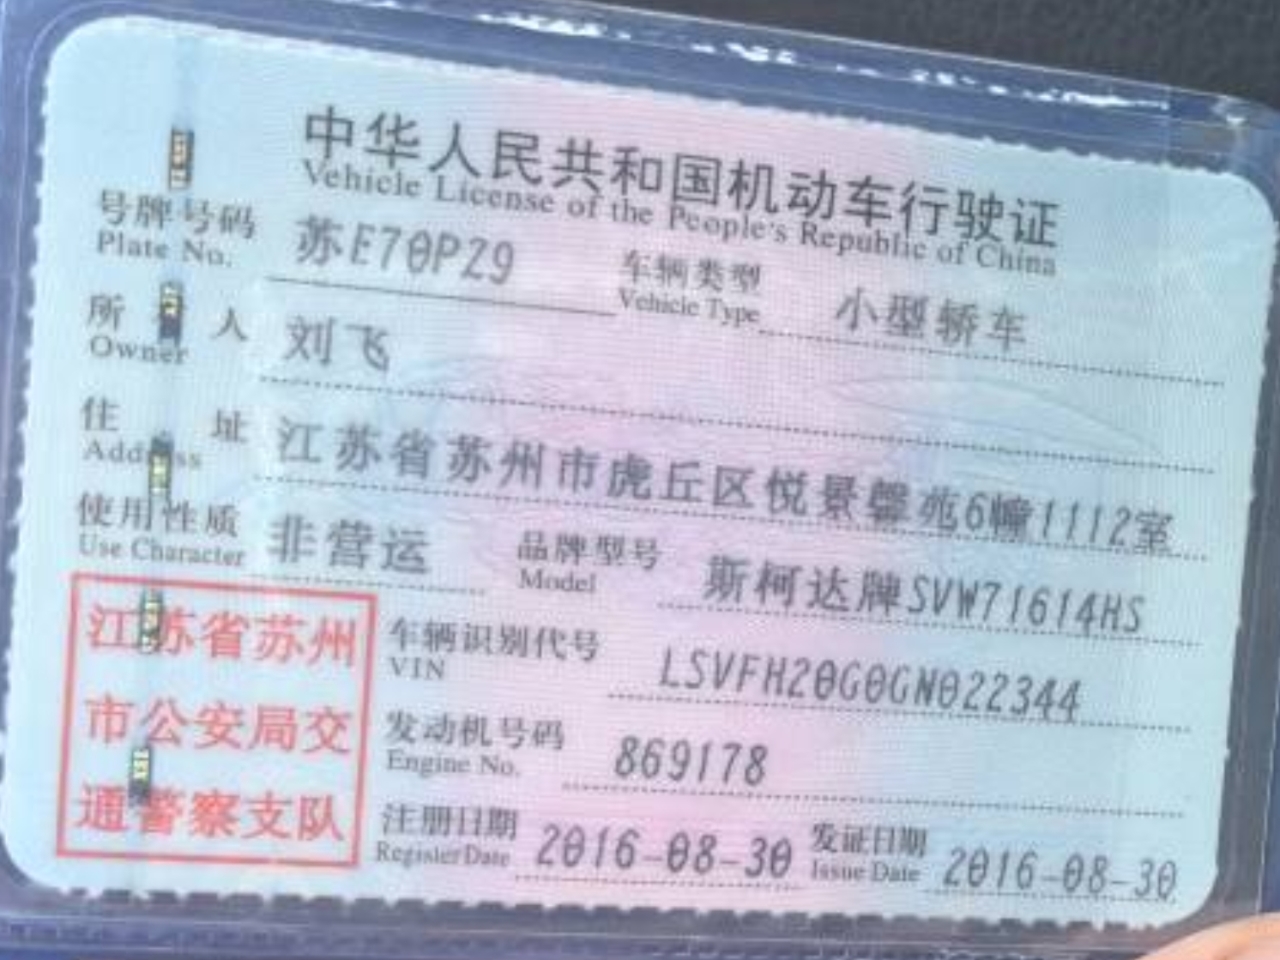 中华人民共和国机动车行驶证
Vehicle License of the People's Republic of China
号牌号码 苏E70P29 车辆类型 小型轿车
Plate No. Vehicle Type
所 人 刘飞
Owner
住 址 江苏省苏州市虎丘区悦景馨苑6幢1112室
Address
使用性质 非营运 品牌型号 斯柯达牌SVW71614HS
Use Character Model
江苏省苏州
市公安局交
通警察支队
车辆识别代号 LSVFH20G0GN022344
VIN
发动机号码 869178
Engine No.
注册日期 2016-08-30 发证日期 2016-08-30
Register Date Issue Date